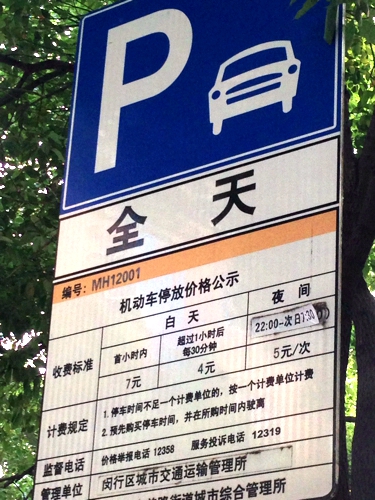 P
全 天
编号：MH12001
机动车停放价格公示
收费标准 白 天 夜 间
首小时内 超过1小时后 每30分钟 22:00-次日7:30
7元 4元 5元/次
计费规定 1. 停车时间不足一个计费单位的，按一个计费单位计费
2. 预先购买停车时间，并在所购时间内驶离
监督电话 价格举报电话 12358 服务投诉电话 12319
管理单位 闵行区城市交通运输管理所
路街道城市综合管理所